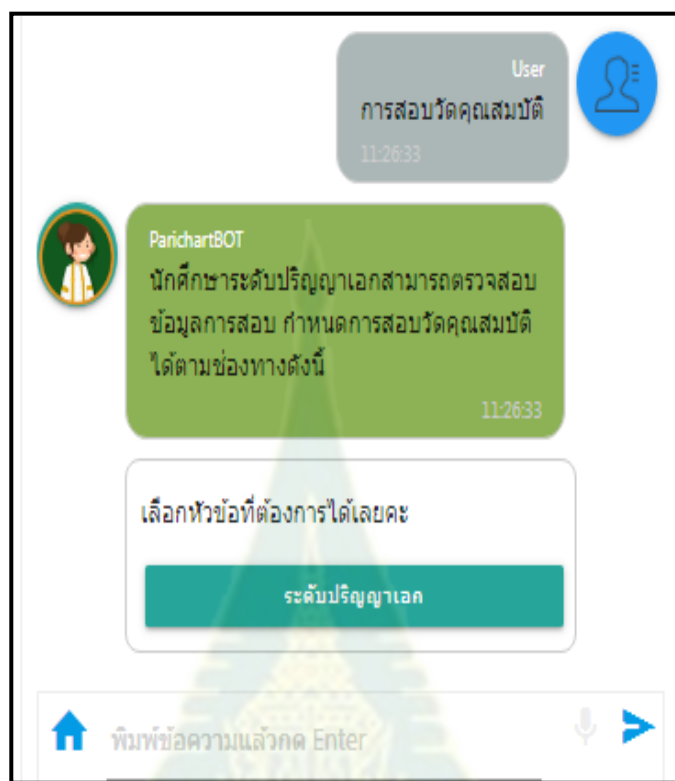 User
การสอบวัดคุณสมบัติ
11:26:33
ParichartBOT
นักศึกษาระดับปริญญาเอกสามารถตรวจสอบ
ข้อมูลการสอบ กำหนดการสอบวัดคุณสมบัติ
ได้ตามช่องทางดังนี้
11:26:33
เลือกหัวข้อที่ต้องการได้เลยคะ
ระดับปริญญาเอก
พิมพ์ข้อความแล้วกด Enter